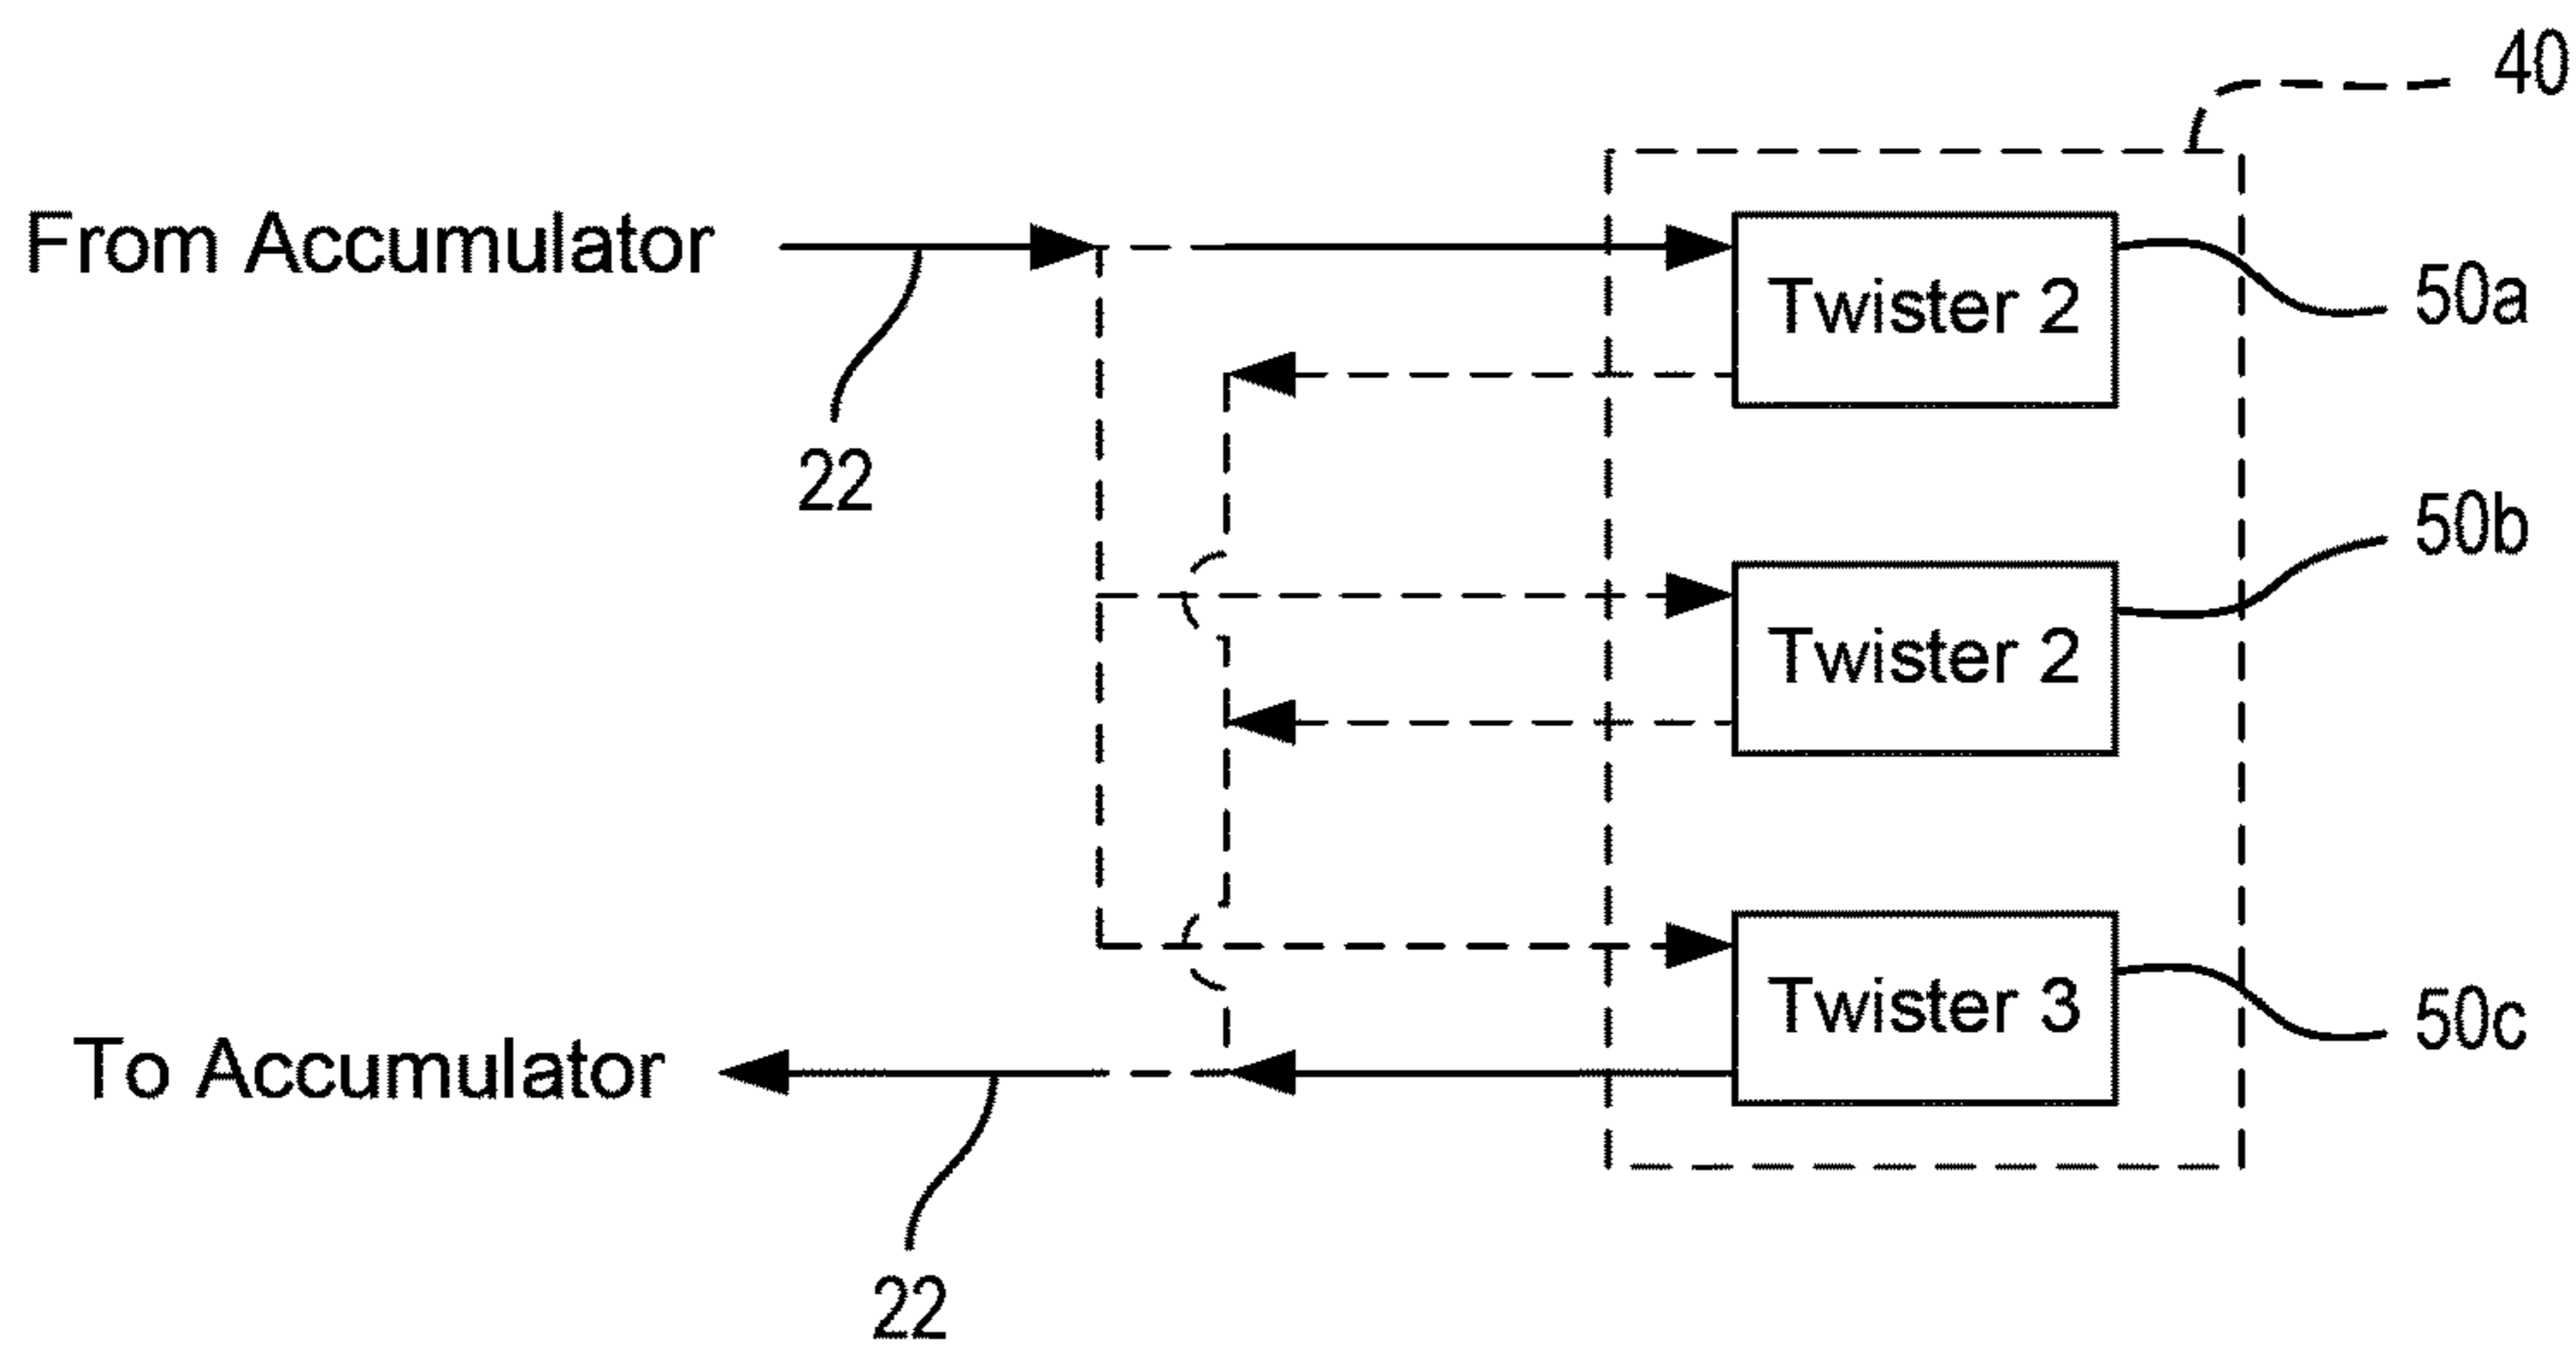 40
From Accumulator
Twister 2
50a
22
50b
Twister 2
Twister 3
50c
To Accumulator
22